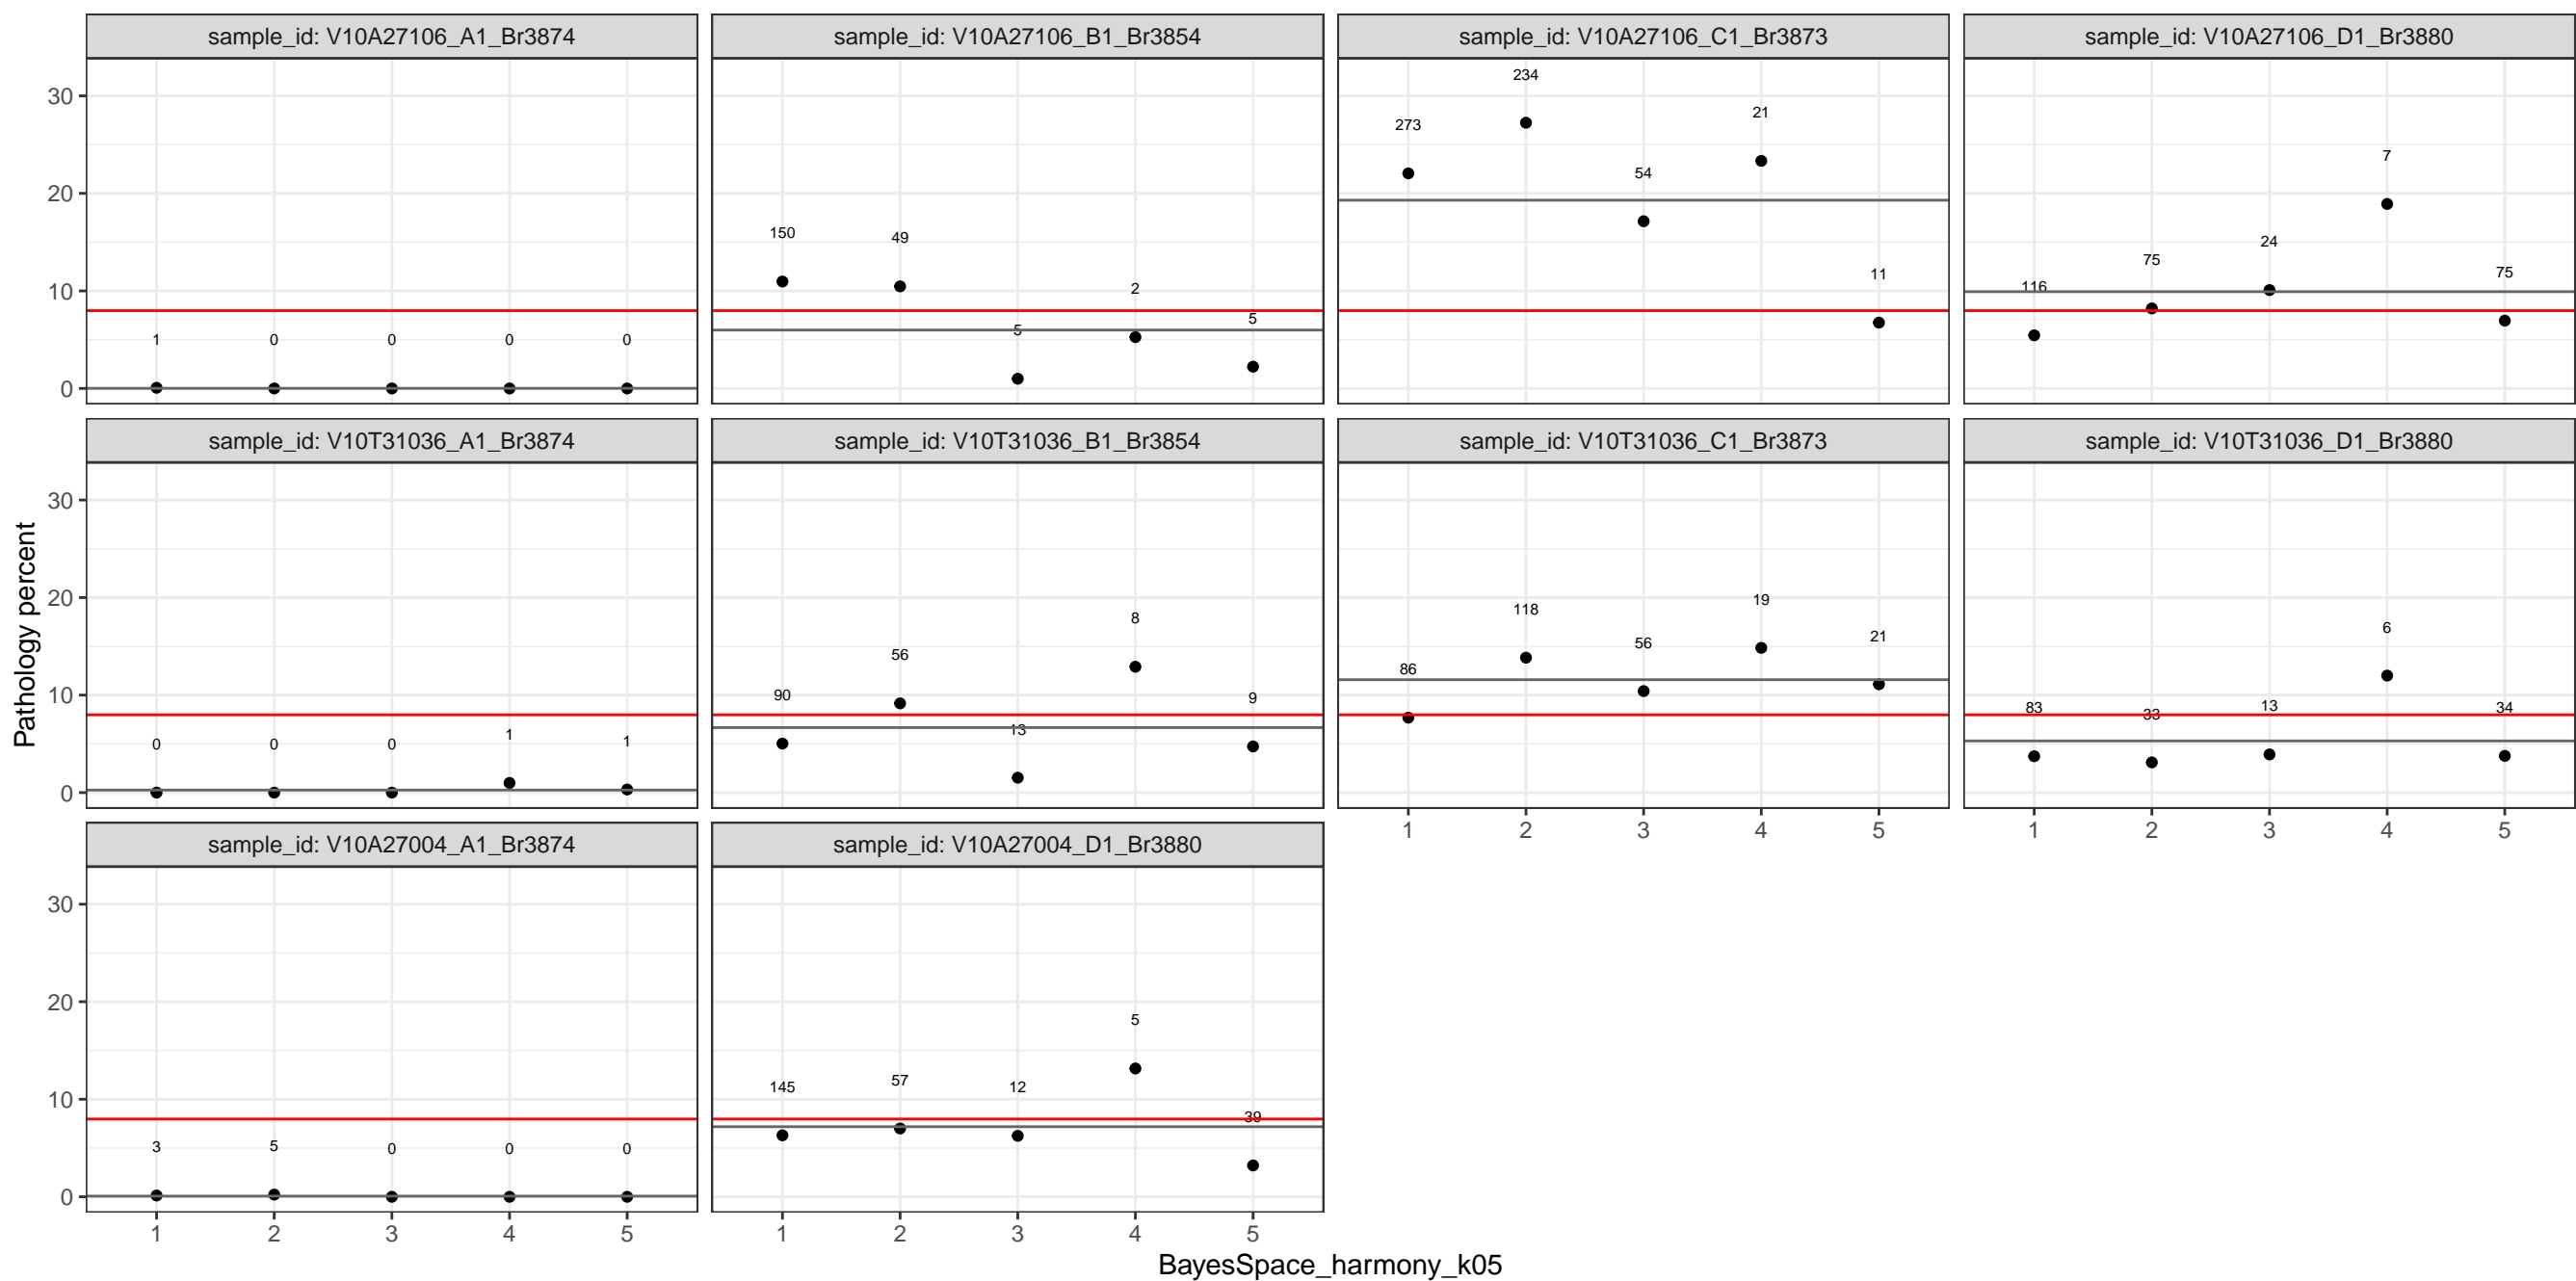 sample_id: V10A27106_A1_Br3874
sample_id: V10A27106_B1_Br3854
sample_id: V10A27106_C1_Br3873
sample_id: V10A27106_D1_Br3880
30
20
10
0
1 0 0 0 0
150 49 5 2 5
273 234 54 21 11
116 75 24 7 75
sample_id: V10T31036_A1_Br3874
sample_id: V10T31036_B1_Br3854
sample_id: V10T31036_C1_Br3873
sample_id: V10T31036_D1_Br3880
Pathology percent
30
20
10
0
0 0 0 1 1
90 56 13 8 9
86 118 56 19 21
83 33 13 6 34
1 2 3 4 5
1 2 3 4 5
sample_id: V10A27004_A1_Br3874
sample_id: V10A27004_D1_Br3880
30
20
10
0
3 5 0 0 0
145 57 12 5 39
1 2 3 4 5
1 2 3 4 5
BayesSpace_harmony_k05